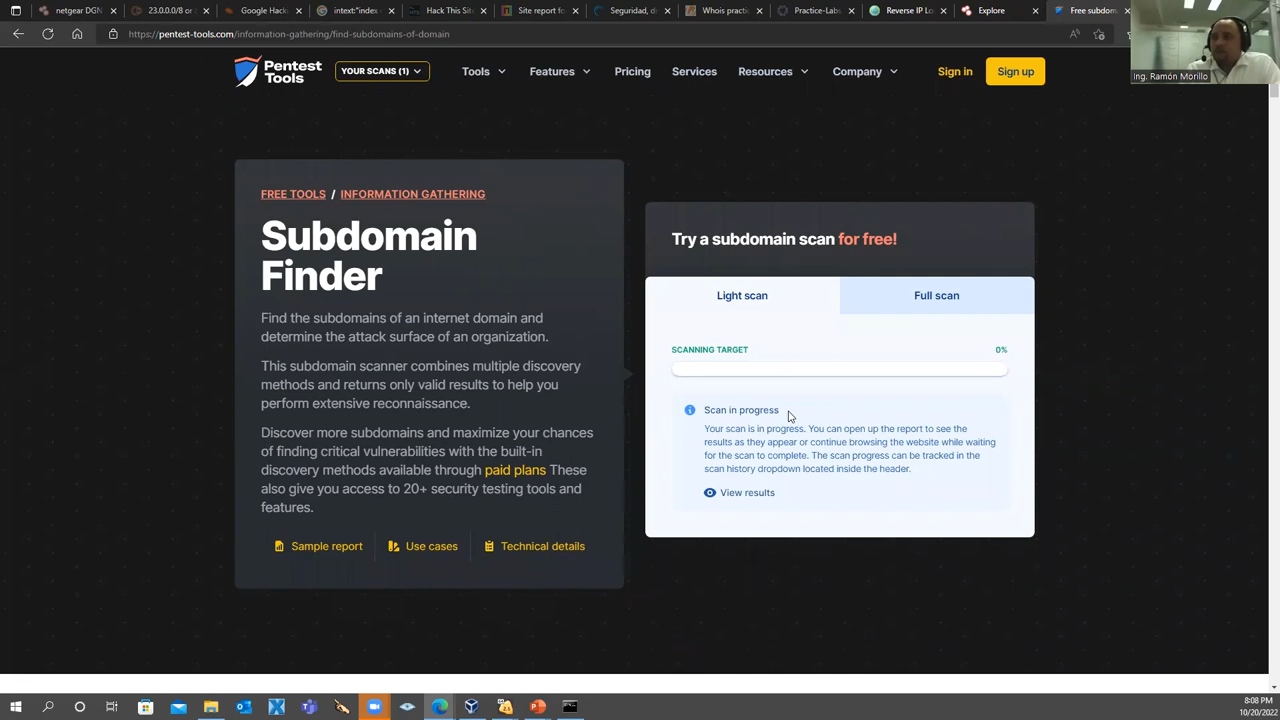 netgear DGN
23.0.0.0/8 or
Google Hacki
intext:"index
Hack This Sit
Site report fo
Seguridad, di
Whois practic
Practice-Labs
Reverse IP Lo
Explore
Free subdom
https://pentest-tools.com/information-gathering/find-subdomains-of-domain
Ing. Ramón Morillo
Pentest
Tools
YOUR SCANS (1)
Tools
Features
Pricing
Services
Resources
Company
Sign in
Sign up
FREE TOOLS / INFORMATION GATHERING
Subdomain
Finder
Find the subdomains of an internet domain and
determine the attack surface of an organization.
This subdomain scanner combines multiple discovery
methods and returns only valid results to help you
perform extensive reconnaissance.
Discover more subdomains and maximize your chances
of finding critical vulnerabilities with the built-in
discovery methods available through paid plans These
also give you access to 20+ security testing tools and
features.
Sample report
Use cases
Technical details
Try a subdomain scan for free!
Light scan
Full scan
SCANNING TARGET
0%
Scan in progress
Your scan is in progress. You can open up the report to see the
results as they appear or continue browsing the website while waiting
for the scan to complete. The scan progress can be tracked in the
scan history dropdown located inside the header.
View results
8:08 PM
10/20/2022